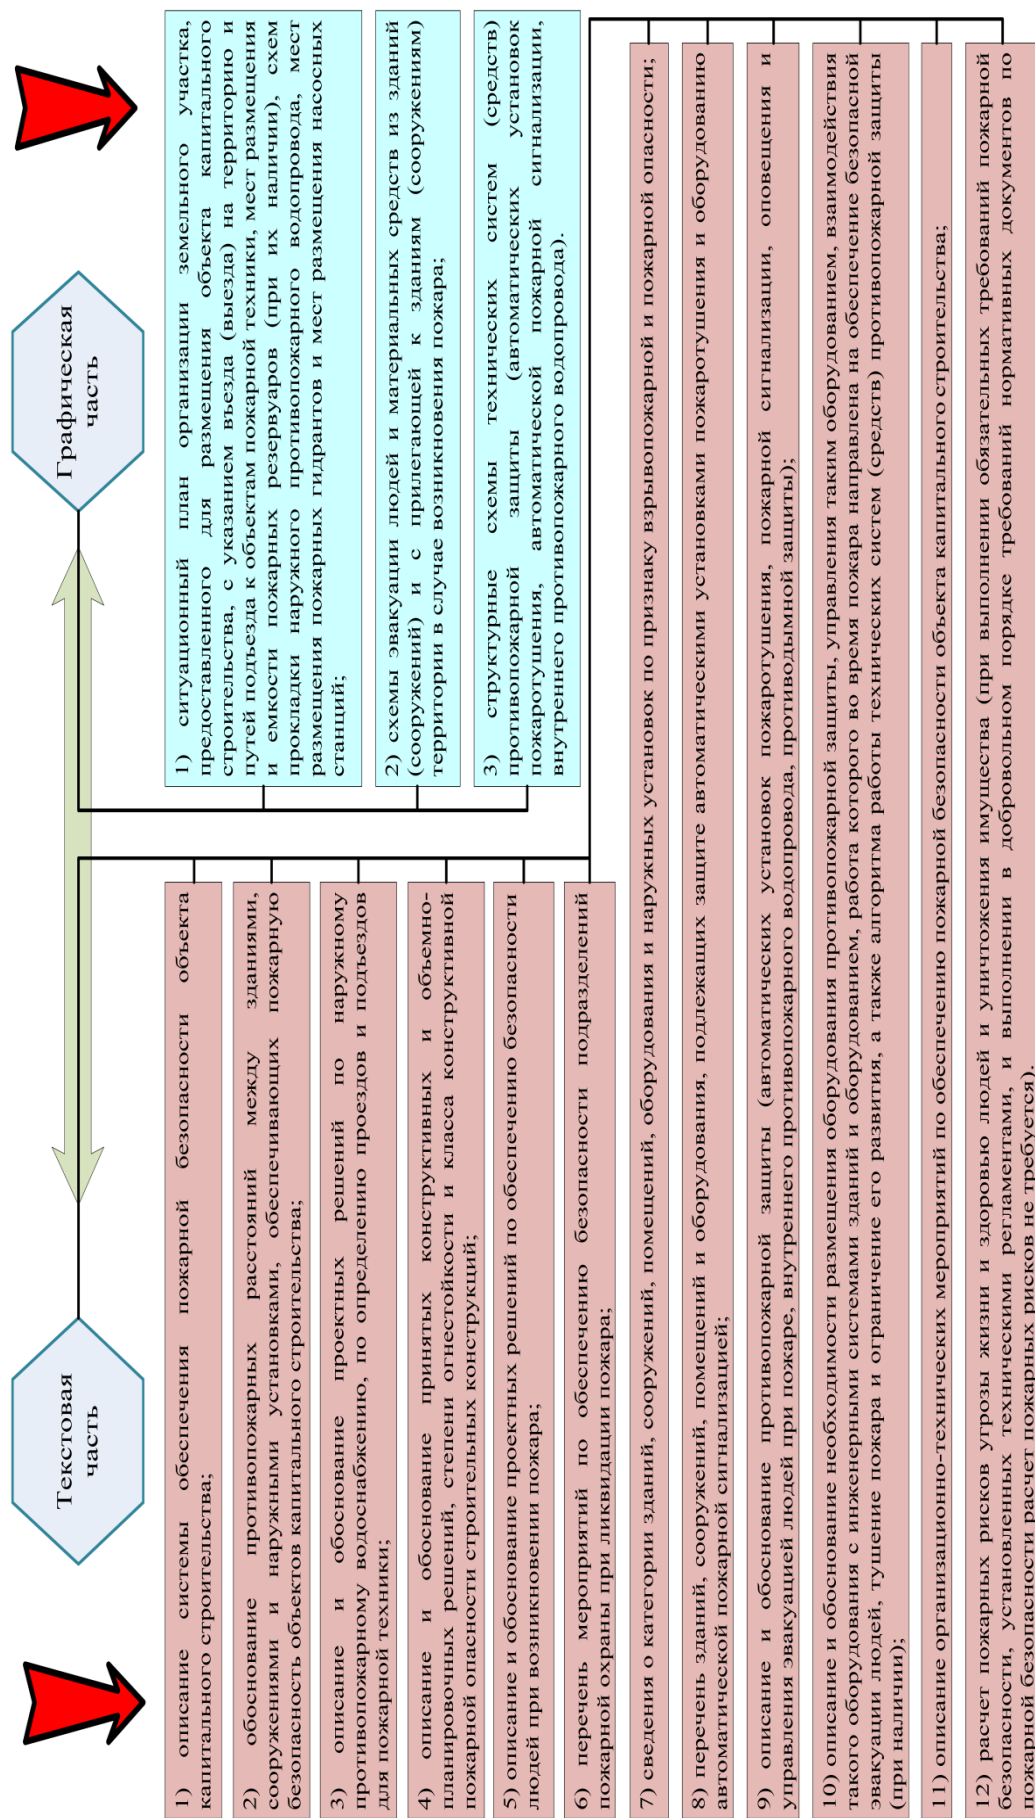 Текстовая
часть
Графическая
часть
1) описание системы обеспечения пожарной безопасности объекта
капитального строительства;
2) обоснование противопожарных расстояний между зданиями,
сооружениями и наружными установками, обеспечивающих пожарную
безопасность объектов капитального строительства;
3) описание и обоснование проектных решений по наружному
противопожарному водоснабжению, по определению проездов и подъездов
для пожарной техники;
4) описание и обоснование принятых конструктивных и объемно-
планировочных решений, степени огнестойкости и класса конструктивной
пожарной опасности строительных конструкций;
5) описание и обоснование проектных решений по обеспечению безопасности
людей при возникновении пожара;
6) перечень мероприятий по обеспечению безопасности подразделений
пожарной охраны при ликвидации пожара;
1) ситуационный план организации земельного участка,
предоставленного для размещения объекта капитального
строительства, с указанием въезда (выезда) на территорию и
путей подъезда к объектам пожарной техники, мест размещения
и емкости пожарных резервуаров (при их наличии), схем
прокладки наружного противопожарного водопровода, мест
размещения пожарных гидрантов и мест размещения насосных
станций;
2) схемы эвакуации людей и материальных средств из зданий
(сооружений) и с прилегающей к зданиям (сооружениям)
территории в случае возникновения пожара;
3) структурные схемы технических систем (средств)
противопожарной защиты (автоматических установок
пожаротушения, автоматической пожарной сигнализации,
внутреннего противопожарного водопровода).
7) сведения о категории зданий, сооружений, помещений, оборудования и наружных установок по признаку взрывопожарной и пожарной опасности;
8) перечень зданий, сооружений, помещений и оборудования, подлежащих защите автоматическими установками пожаротушения и оборудованию
автоматической пожарной сигнализацией;
9) описание и обоснование противопожарной защиты (автоматических установок пожаротушения, пожарной сигнализации, оповещения и
управления эвакуацией людей при пожаре, внутреннего противопожарного водопровода, противодымной защиты);
10) описание и обоснование необходимости размещения оборудования противопожарной защиты, управления таким оборудованием, взаимодействия
такого оборудования с инженерными системами зданий и оборудованием, работа которого во время пожара направлена на обеспечение безопасной
эвакуации людей, тушение пожара и ограничение его развития, а также алгоритма работы технических систем (средств) противопожарной защиты
(при наличии);
11) описание организационно-технических мероприятий по обеспечению пожарной безопасности объекта капитального строительства;
12) расчет пожарных рисков угрозы жизни и здоровью людей и уничтожения имущества (при выполнении обязательных требований пожарной
безопасности, установленных техническими регламентами, и выполнении в добровольном порядке требований нормативных документов по
пожарной безопасности расчет пожарных рисков не требуется).